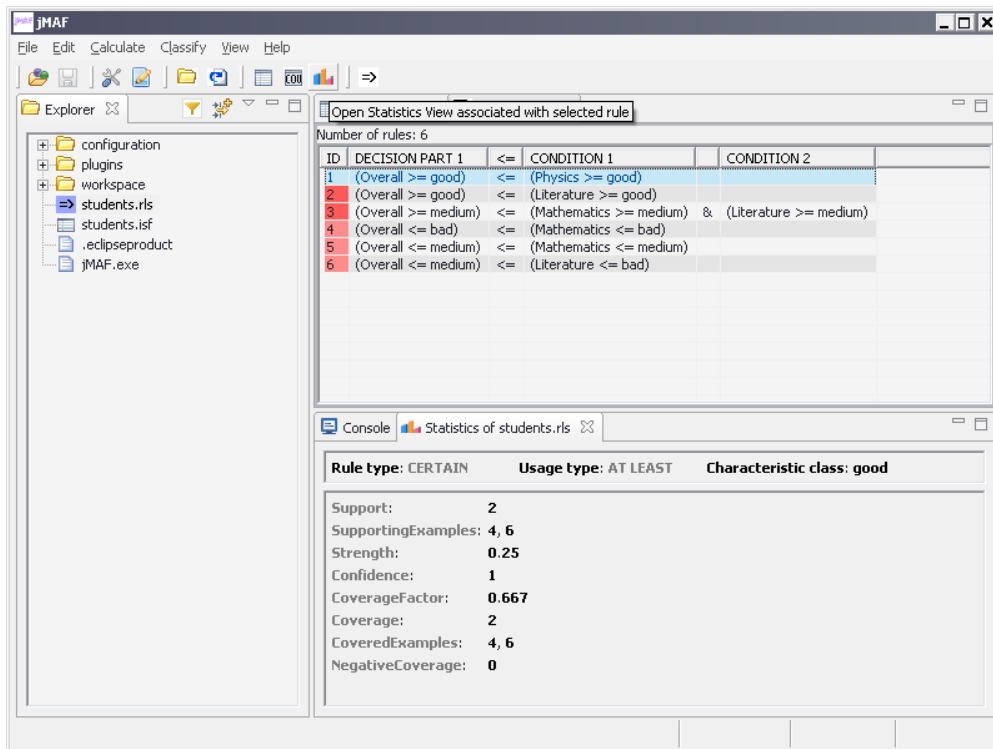 jMAF
File Edit Calculate Classify View Help
Explorer
Open Statistics View associated with selected rule
configuration
plugins
workspace
students.rls
students.isf
.eclipseproduct
jMAF.exe
Number of rules: 6
ID DECISION PART 1 <= CONDITION 1 CONDITION 2
1 (Overall >= good) <= (Physics >= good)
2 (Overall >= good) <= (Literature >= good)
3 (Overall >= medium) <= (Mathematics >= medium) & (Literature >= medium)
4 (Overall <= bad) <= (Mathematics <= bad)
5 (Overall <= medium) <= (Mathematics <= medium)
6 (Overall <= medium) <= (Literature <= bad)
Console Statistics of students.rls
Rule type: CERTAIN Usage type: AT LEAST Characteristic class: good
Support: 2
SupportingExamples: 4, 6
Strength: 0.25
Confidence: 1
CoverageFactor: 0.667
Coverage: 2
CoveredExamples: 4, 6
NegativeCoverage: 0